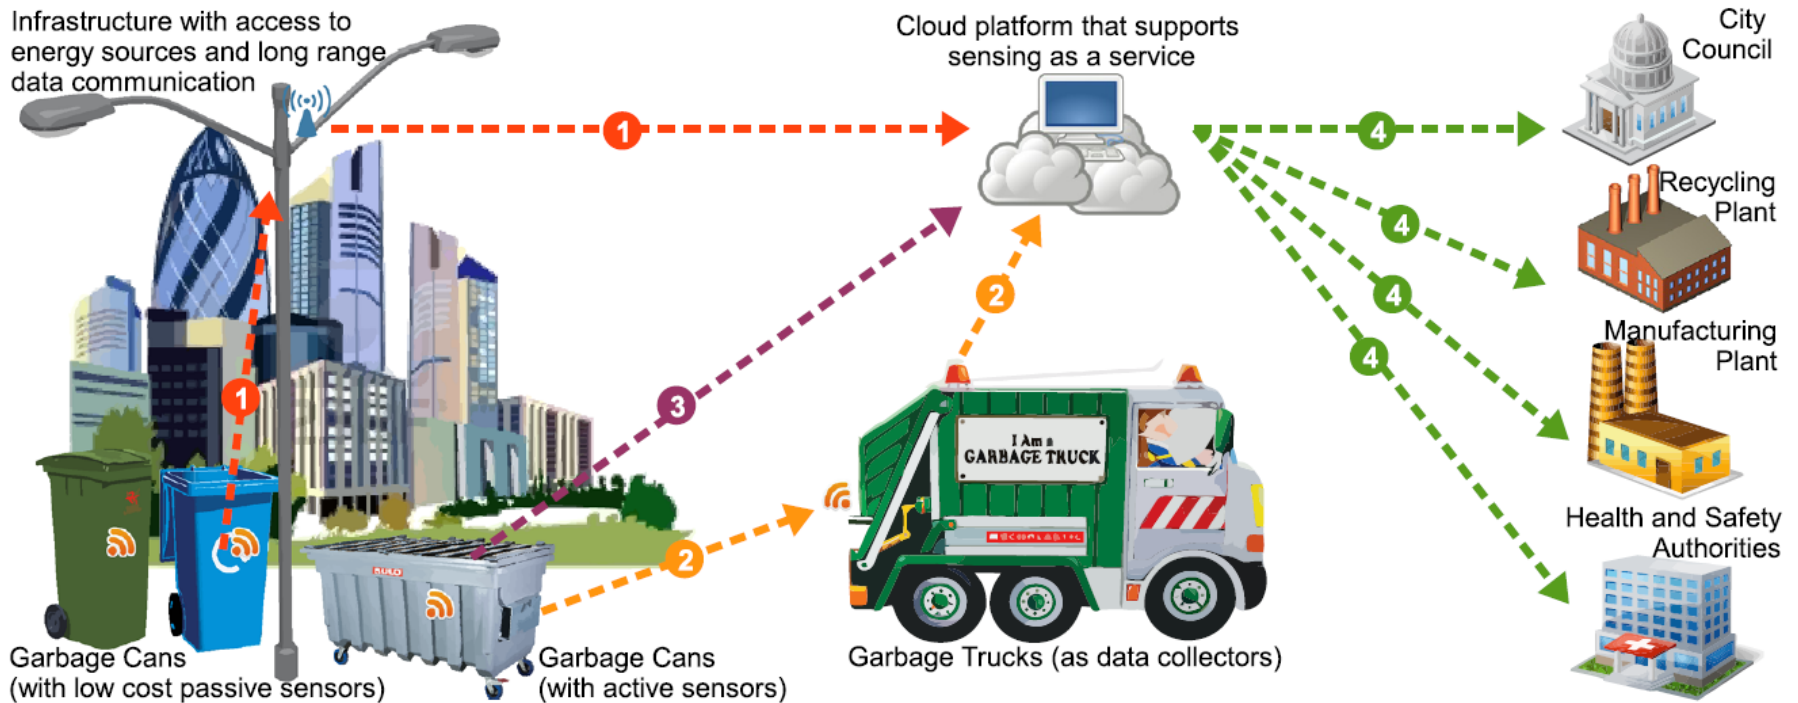 Infrastructure with access to
energy sources and long range
data communication
Cloud platform that supports
sensing as a service
City
Council
1
4
Recycling
Plant
4
2
4
Manufacturing
Plant
4
1
3
I Am a
GARBAGE TRUCK
2
Health and Safety
Authorities
Garbage Cans
(with low cost passive sensors)
Garbage Cans
(with active sensors)
Garbage Trucks (as data collectors)